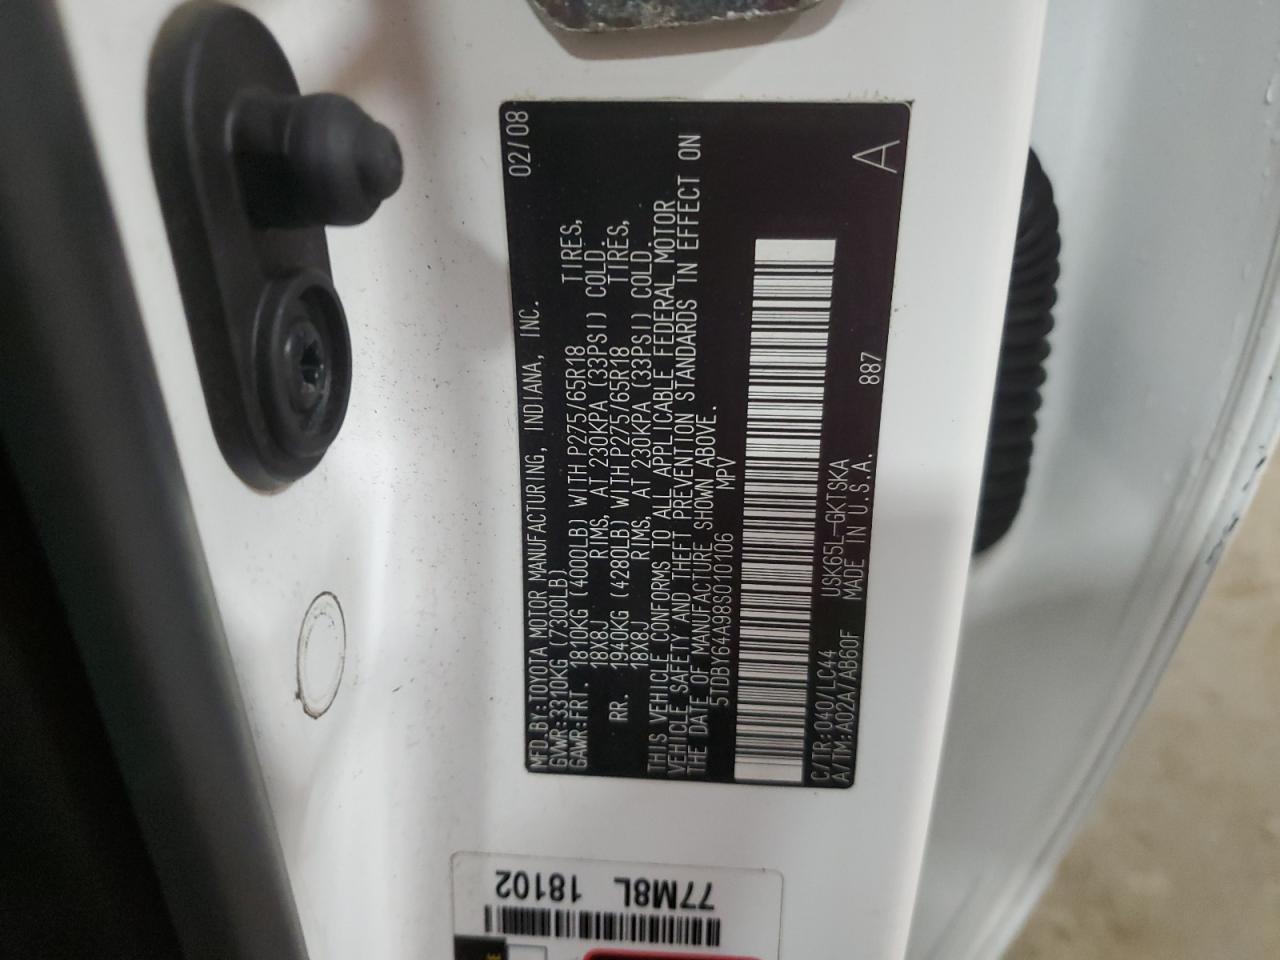 MFD.BY:TOYOTA MOTOR MANUFACTURING, INDIANA, INC. 02/08
GVWR:3310KG (7300LB)
GAWR:FRT. 1810KG (4000LB) WITH P275/65R18 TIRES,
18X8J RIMS, AT 230KPA (33PSI) COLD.
RR. 1940KG (4280LB) WITH P275/65R18 TIRES,
18X8J RIMS, AT 230KPA (33PSI) COLD.
THIS VEHICLE CONFORMS TO ALL APPLICABLE FEDERAL MOTOR
VEHICLE SAFETY AND THEFT PREVENTION STANDARDS IN EFFECT ON
THE DATE OF MANUFACTURE SHOWN ABOVE.
5TDBY64A98S010106 MPV
C/TR:040/LC44 USK65L-GKTSKA A
A/TM:A02A/AB60F MADE IN U.S.A. 887
77M8L
18102